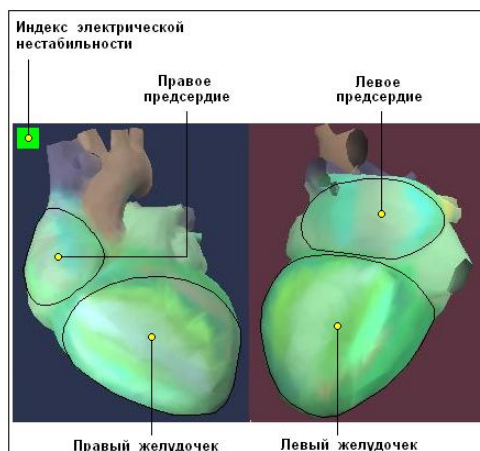 Индекс электрической
нестабильности
Правое
предсердие
Левое
предсердие
Правый желудочек
Левый желудочек